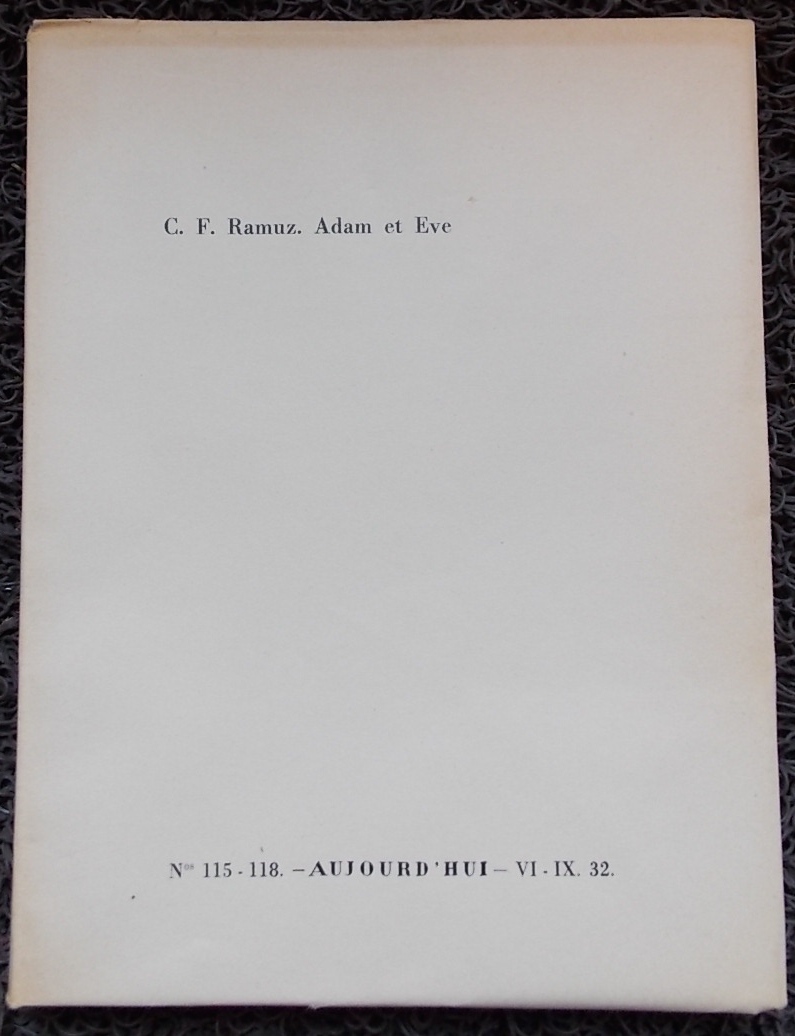 C. F. Ramuz. Adam et Eve
Nos 115 - 118. — AUJOURD'HUI — VI - IX. 32.